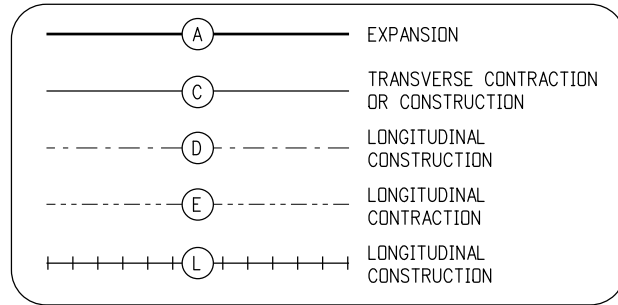 A EXPANSION
C TRANSVERSE CONTRACTION
OR CONSTRUCTION
D LONGITUDINAL
CONSTRUCTION
E LONGITUDINAL
CONTRACTION
L LONGITUDINAL
CONSTRUCTION